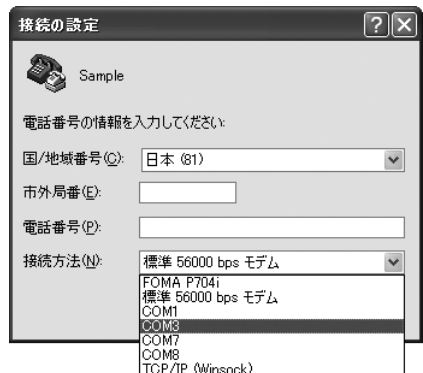 接続の設定
Sample
電話番号の情報を入力してください:
国/地域番号(C): 日本 (81)
市外局番(E):
電話番号(P):
接続方法(N): 標準 56000 bps モデム
FOMA P704i
標準 56000 bps モデム
COM1
COM3
COM7
COM8
TCP/IP (Winsock)